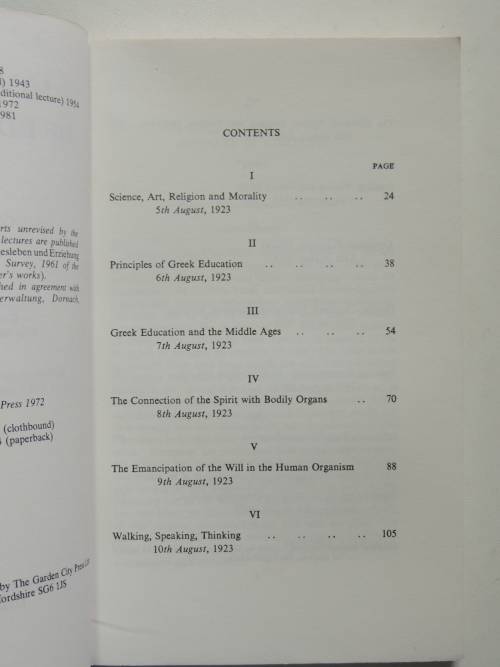 8
) 1943
ditional lecture) 1954
1972
981
rts unrevised by the
lectures are published
esleben und Erziehung
Survey, 1961 of the
er's works).
hed in agreement with
erwaltung, Dornach,
Press 1972
(clothbound)
(paperback)
by The Garden City Press
fordshire SG6 1JS
CONTENTS
PAGE
I
Science, Art, Religion and Morality .. .. .. 24
5th August, 1923
II
Principles of Greek Education .. .. .. .. 38
6th August, 1923
III
Greek Education and the Middle Ages .. .. .. 54
7th August, 1923
IV
The Connection of the Spirit with Bodily Organs .. 70
8th August, 1923
V
The Emancipation of the Will in the Human Organism 88
9th August, 1923
VI
Walking, Speaking, Thinking .. .. .. .. 105
10th August, 1923